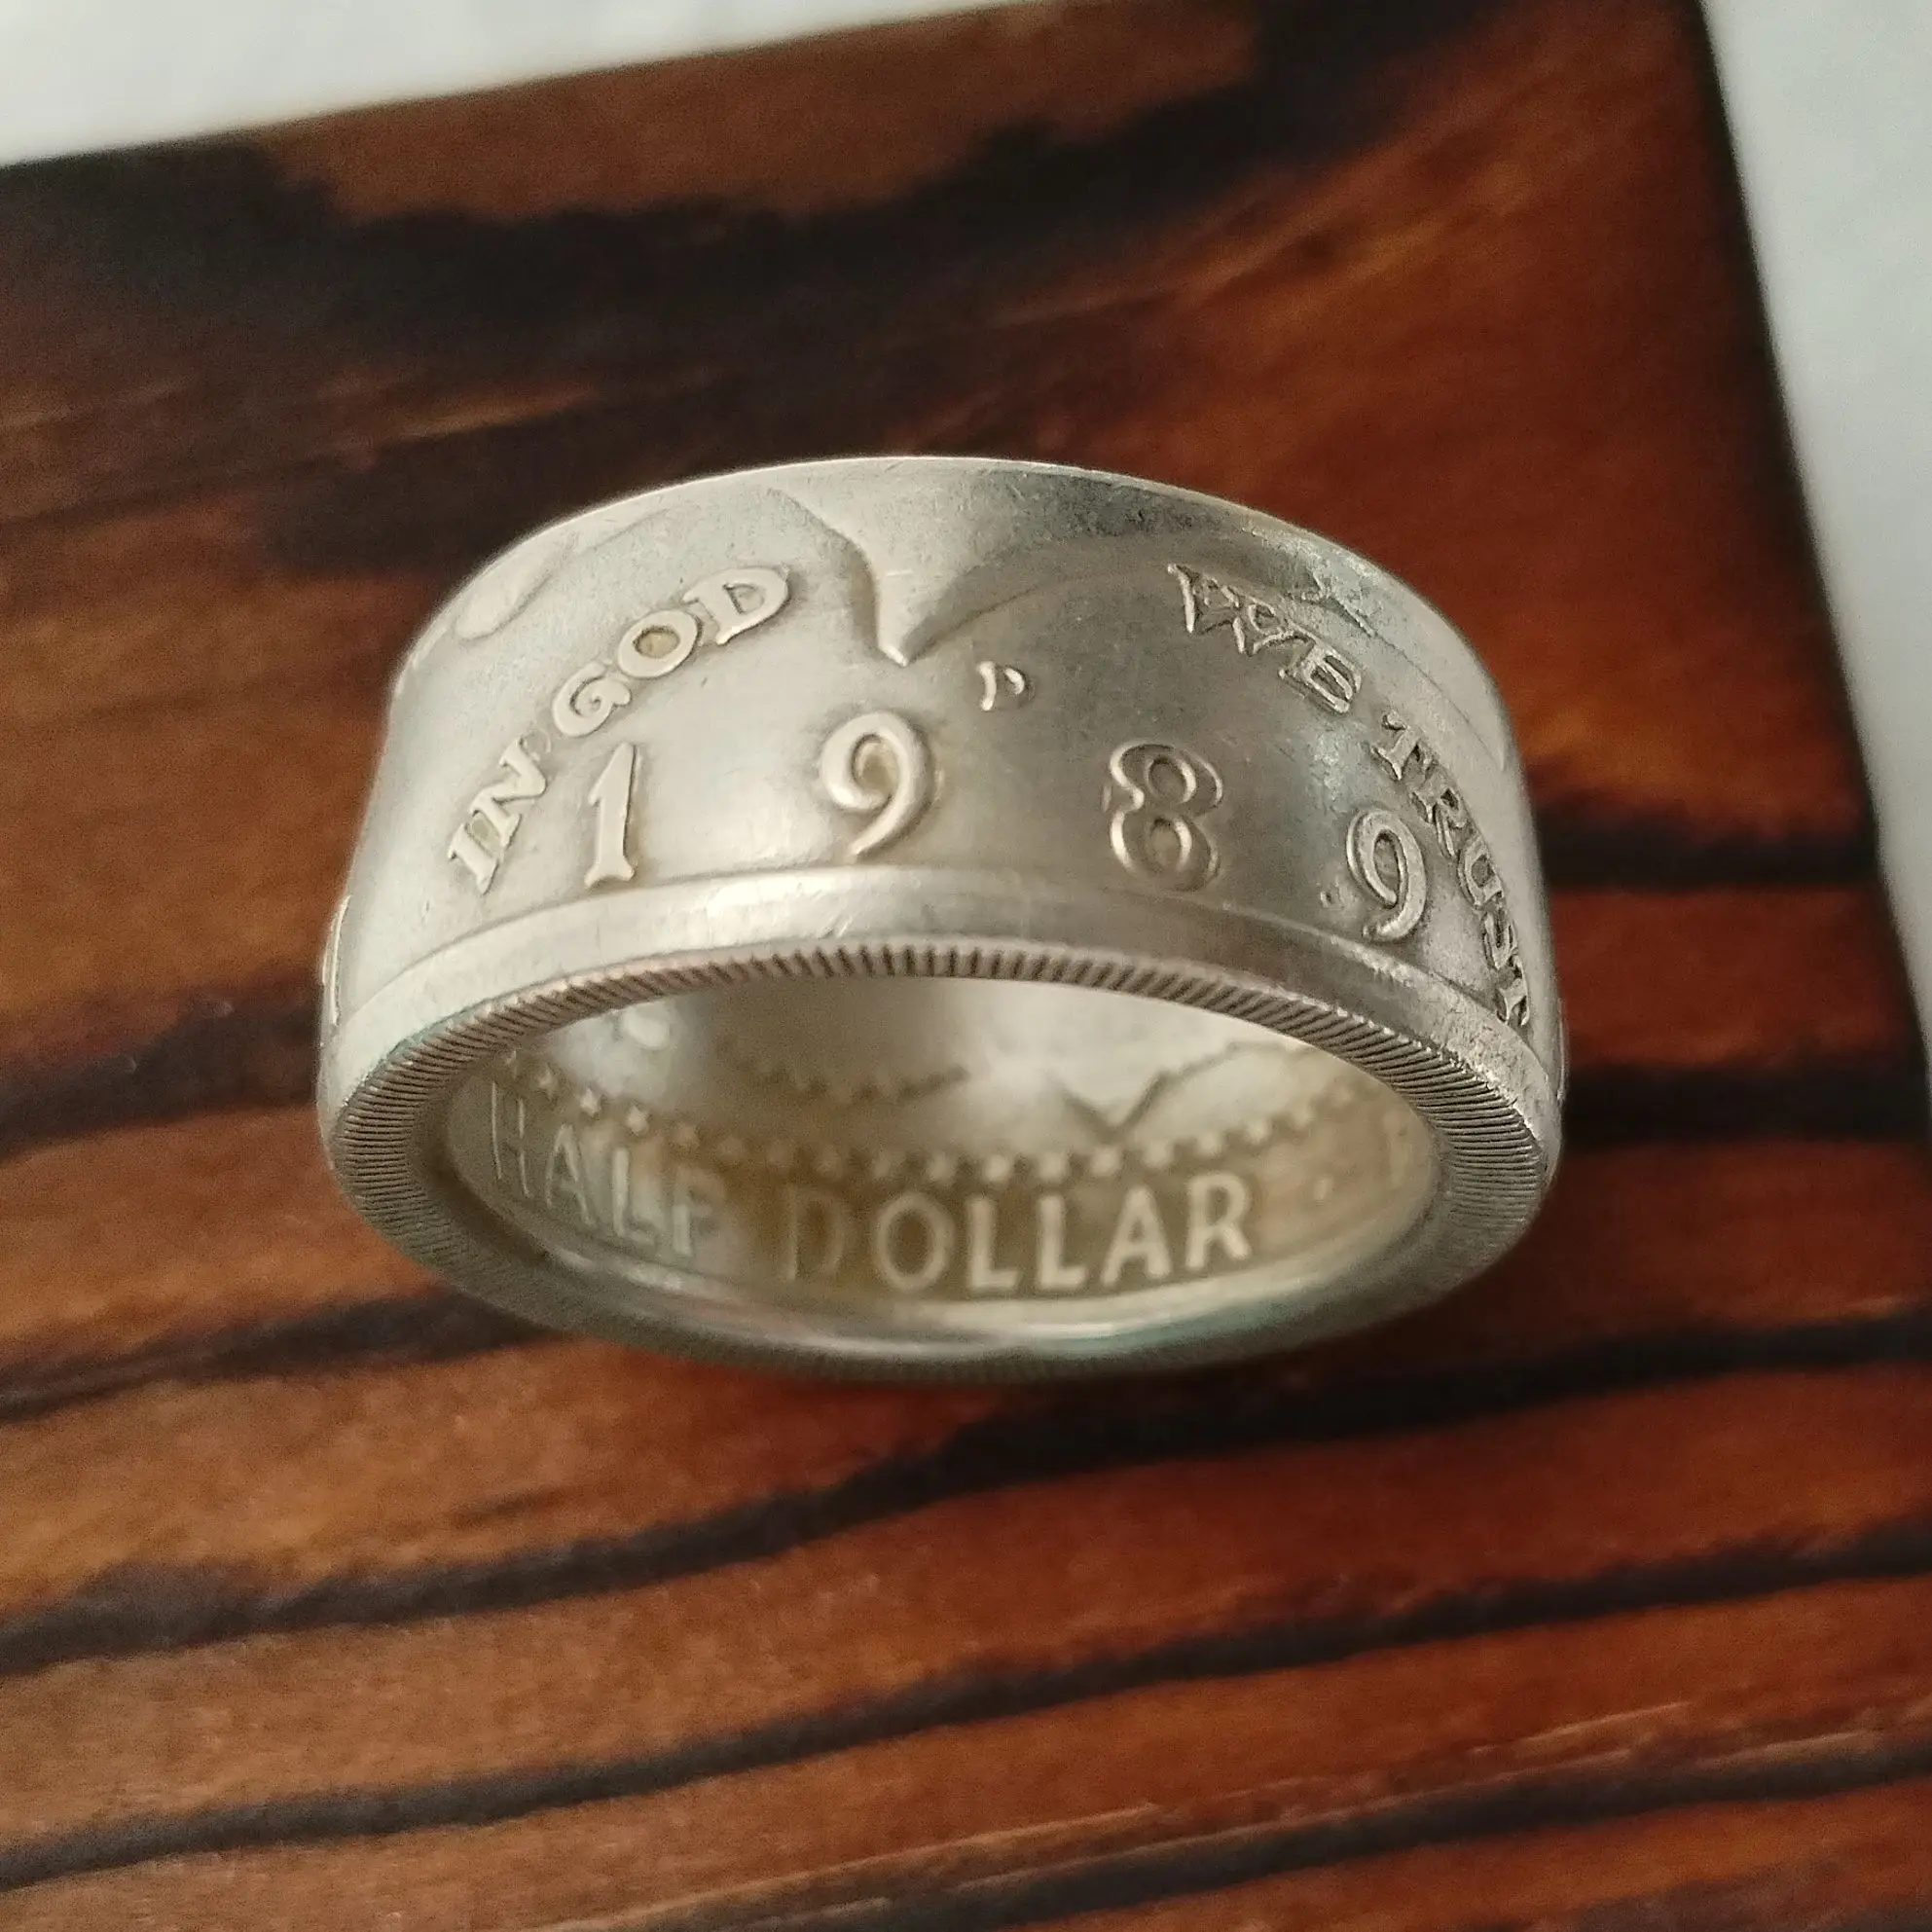 IN GOD WE TRUST
D
1989
HALF DOLLAR ·